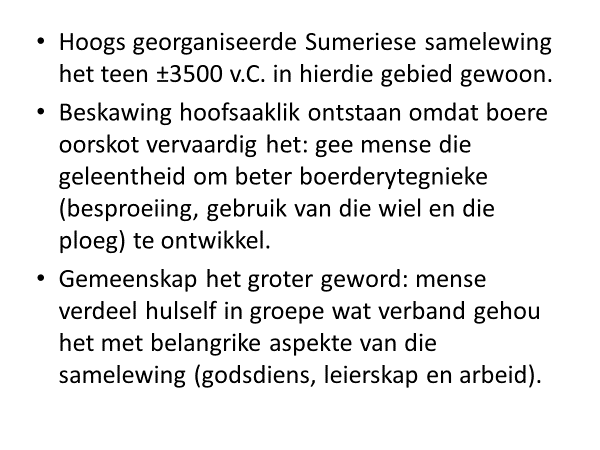 • Hoogs georganiseerde Sumeriese samelewing
het teen ±3500 v.C. in hierdie gebied gewoon.
• Beskawing hoofsaaklik ontstaan omdat boere
oorskot vervaardig het: gee mense die
geleentheid om beter boerderytegnieke
(besproeiing, gebruik van die wiel en die
ploeg) te ontwikkel.
• Gemeenskap het groter geword: mense
verdeel hulself in groepe wat verband gehou
het met belangrike aspekte van die
samelewing (godsdiens, leierskap en arbeid).